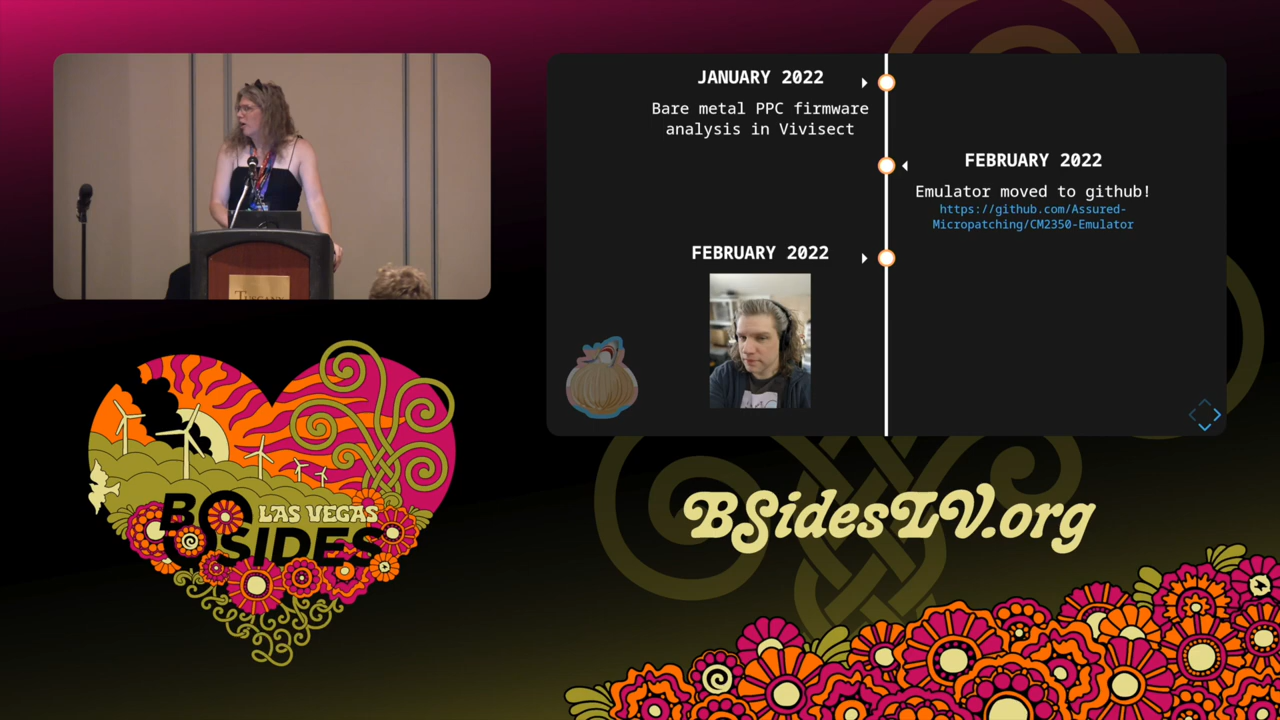 JANUARY 2022
Bare metal PPC firmware
analysis in Vivisect
FEBRUARY 2022
Emulator moved to github!
https://github.com/Assured-
Micropatching/CM2350-Emulator
FEBRUARY 2022
LAS VEGAS
BSIDES
23
BSidesLV.org